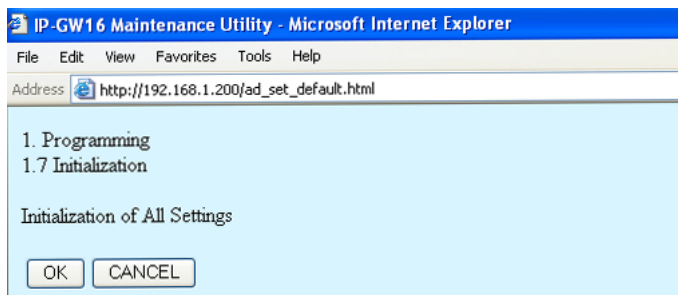 IP-GW16 Maintenance Utility - Microsoft Internet Explorer
File Edit View Favorites Tools Help
Address http://192.168.1.200/ad_set_default.html
1. Programming
1.7 Initialization
Initialization of All Settings
OK CANCEL